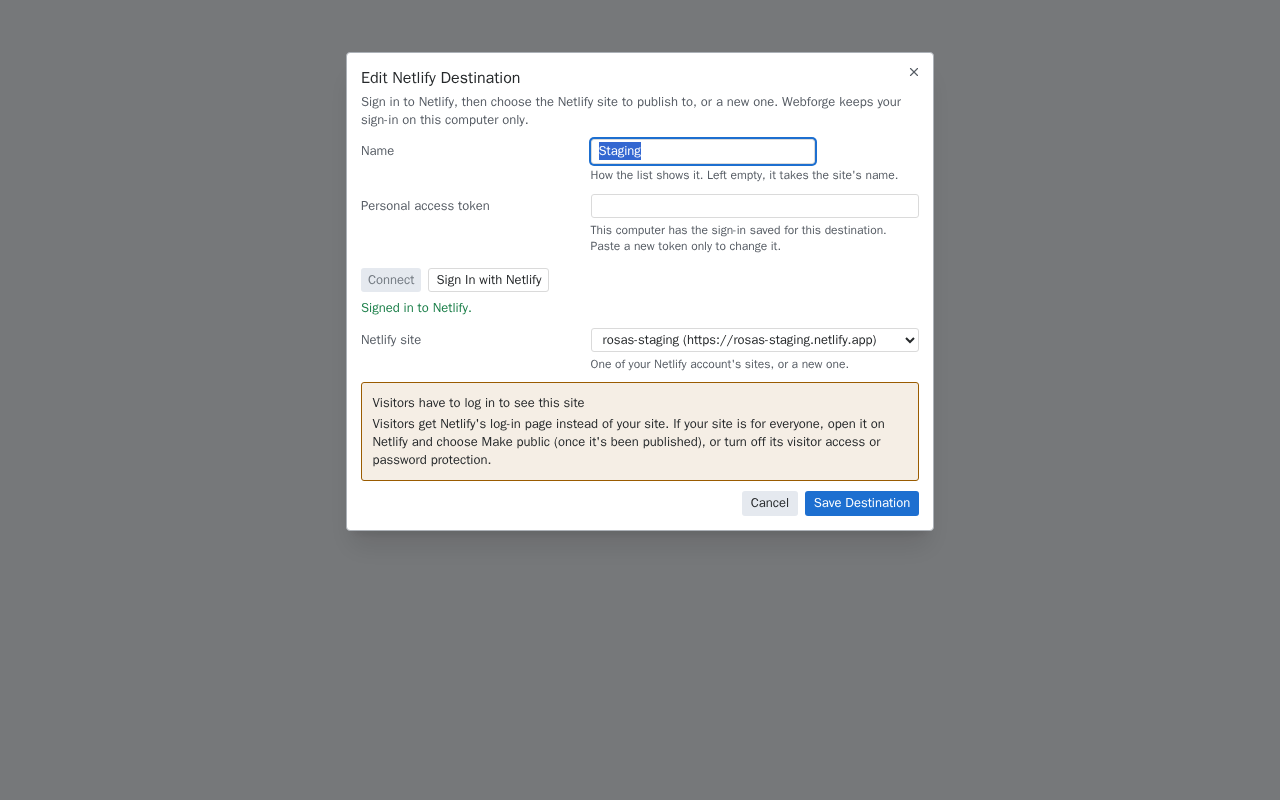 Edit Netlify Destination
×
Sign in to Netlify, then choose the Netlify site to publish to, or a new one. Webforge keeps your
sign-in on this computer only.
Name
Staging
How the list shows it. Left empty, it takes the site's name.
Personal access token
This computer has the sign-in saved for this destination.
Paste a new token only to change it.
Connect
Sign In with Netlify
Signed in to Netlify.
Netlify site
rosas-staging (https://rosas-staging.netlify.app)
One of your Netlify account's sites, or a new one.
Visitors have to log in to see this site
Visitors get Netlify's log-in page instead of your site. If your site is for everyone, open it on
Netlify and choose Make public (once it's been published), or turn off its visitor access or
password protection.
Cancel
Save Destination